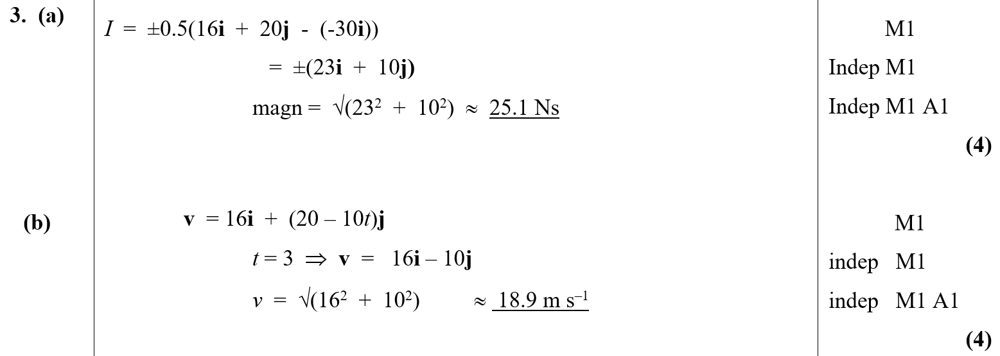 3. (a) I = ±0.5(16i + 20j - (-30i)) M1
= ±(23i + 10j) Indep M1
magn = √(23² + 10²) ≈ 25.1 Ns Indep M1 A1
(4)
(b) v = 16i + (20 – 10t)j M1
t = 3 ⇒ v = 16i – 10j indep M1
v = √(16² + 10²) ≈ 18.9 m s⁻¹ indep M1 A1
(4)